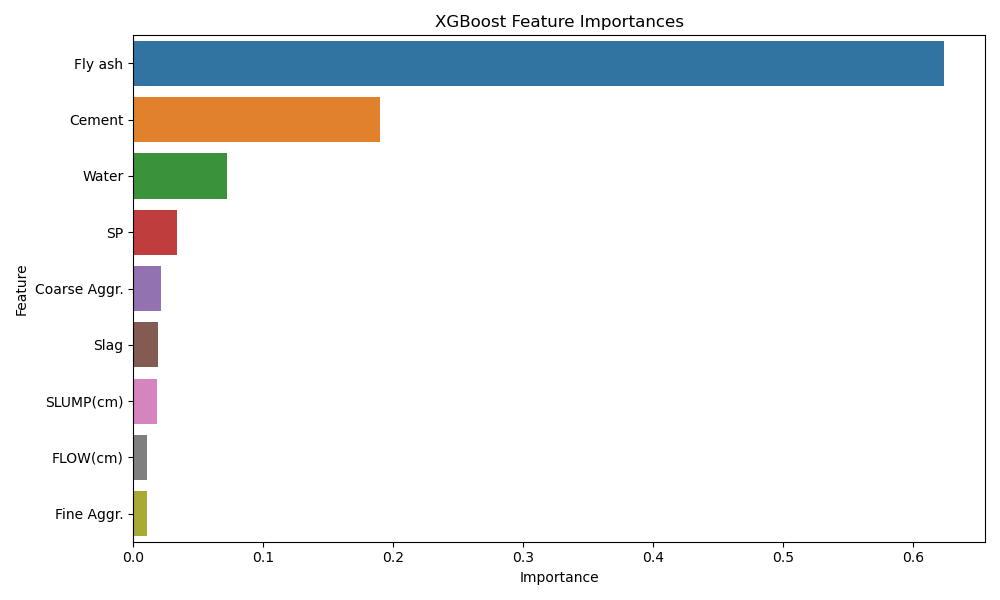 XGBoost Feature Importances
Fly ash
Cement
Water
SP
Coarse Aggr.
Slag
SLUMP(cm)
FLOW(cm)
Fine Aggr.
Feature
0.0 0.1 0.2 0.3 0.4 0.5 0.6
Importance